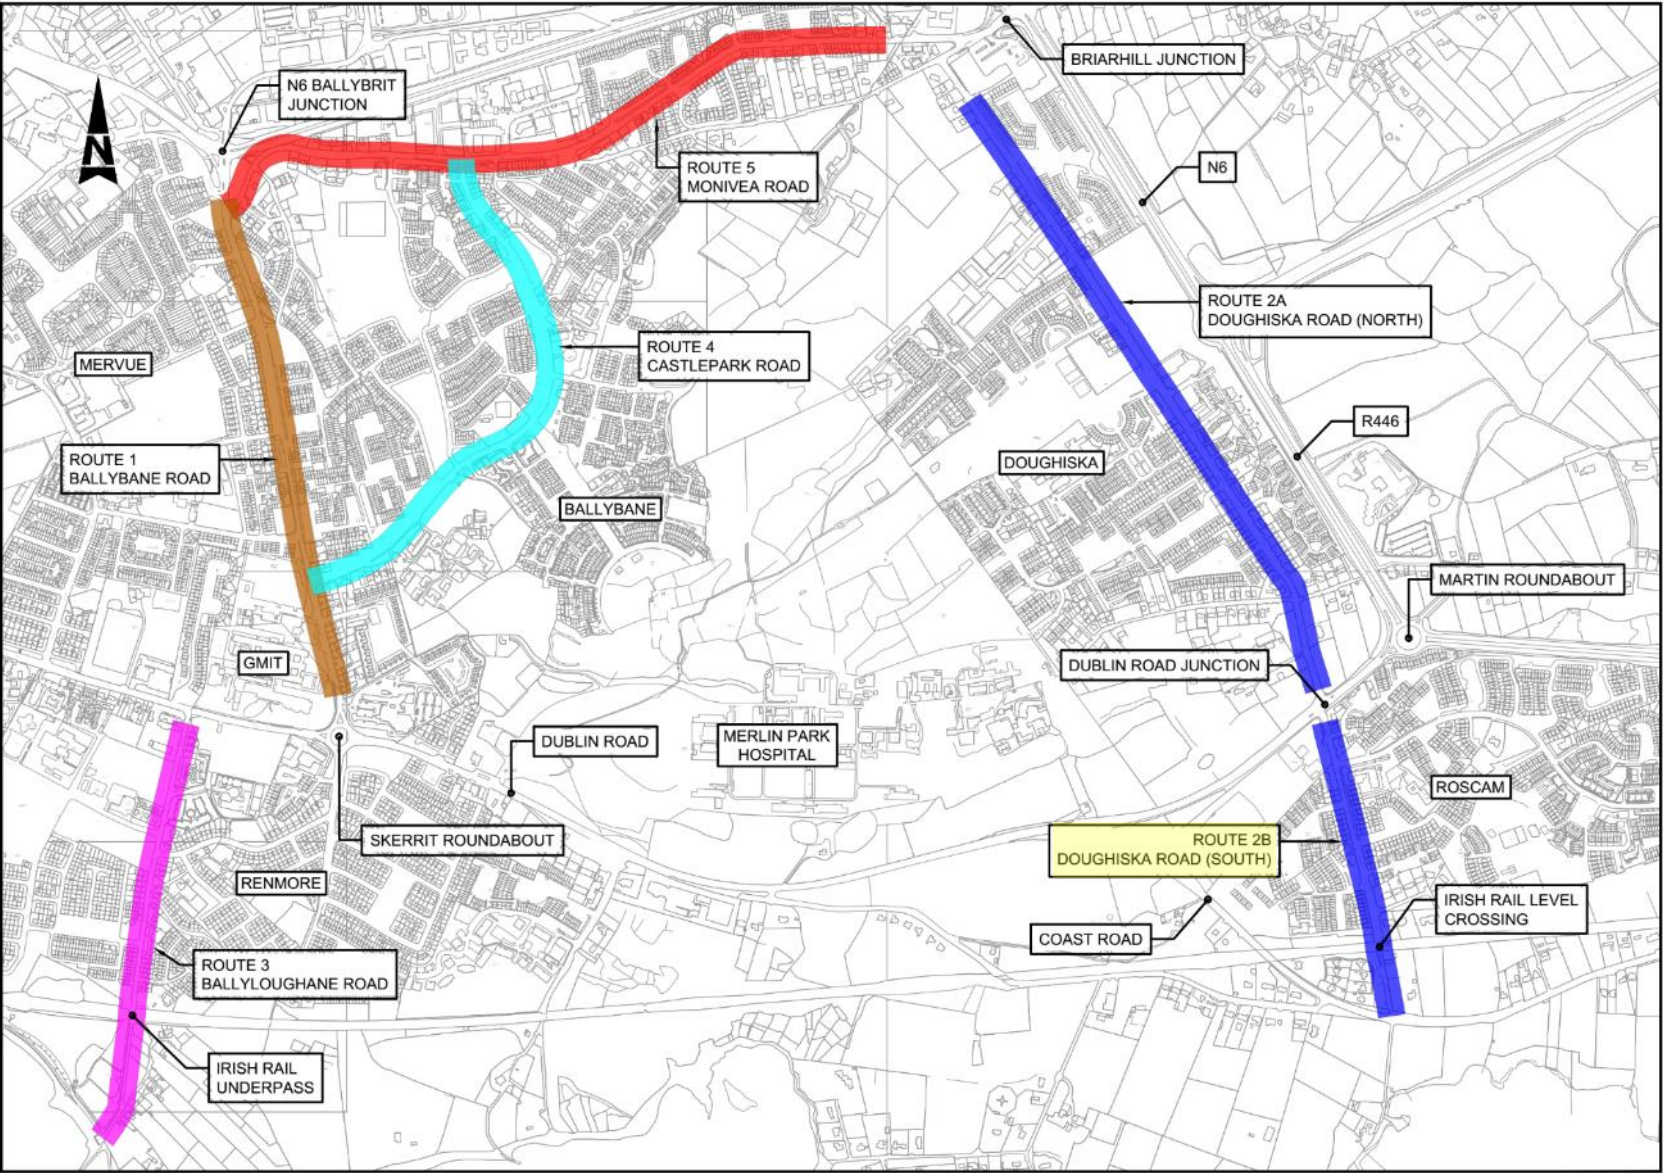 BRIARHILL JUNCTION
N6 BALLYBRIT
JUNCTION
N
ROUTE 5
MONIVEA ROAD
N6
ROUTE 2A
DOUGHISKA ROAD (NORTH)
ROUTE 4
CASTLEPARK ROAD
MERVUE
R446
ROUTE 1
BALLYBANE ROAD
DOUGHISKA
BALLYBANE
MARTIN ROUNDABOUT
GMIT
DUBLIN ROAD JUNCTION
DUBLIN ROAD
MERLIN PARK
HOSPITAL
ROSCAM
SKERRIT ROUNDABOUT
ROUTE 2B
DOUGHISKA ROAD (SOUTH)
RENMORE
IRISH RAIL LEVEL
CROSSING
COAST ROAD
ROUTE 3
BALLYLOUGHANE ROAD
IRISH RAIL
UNDERPASS